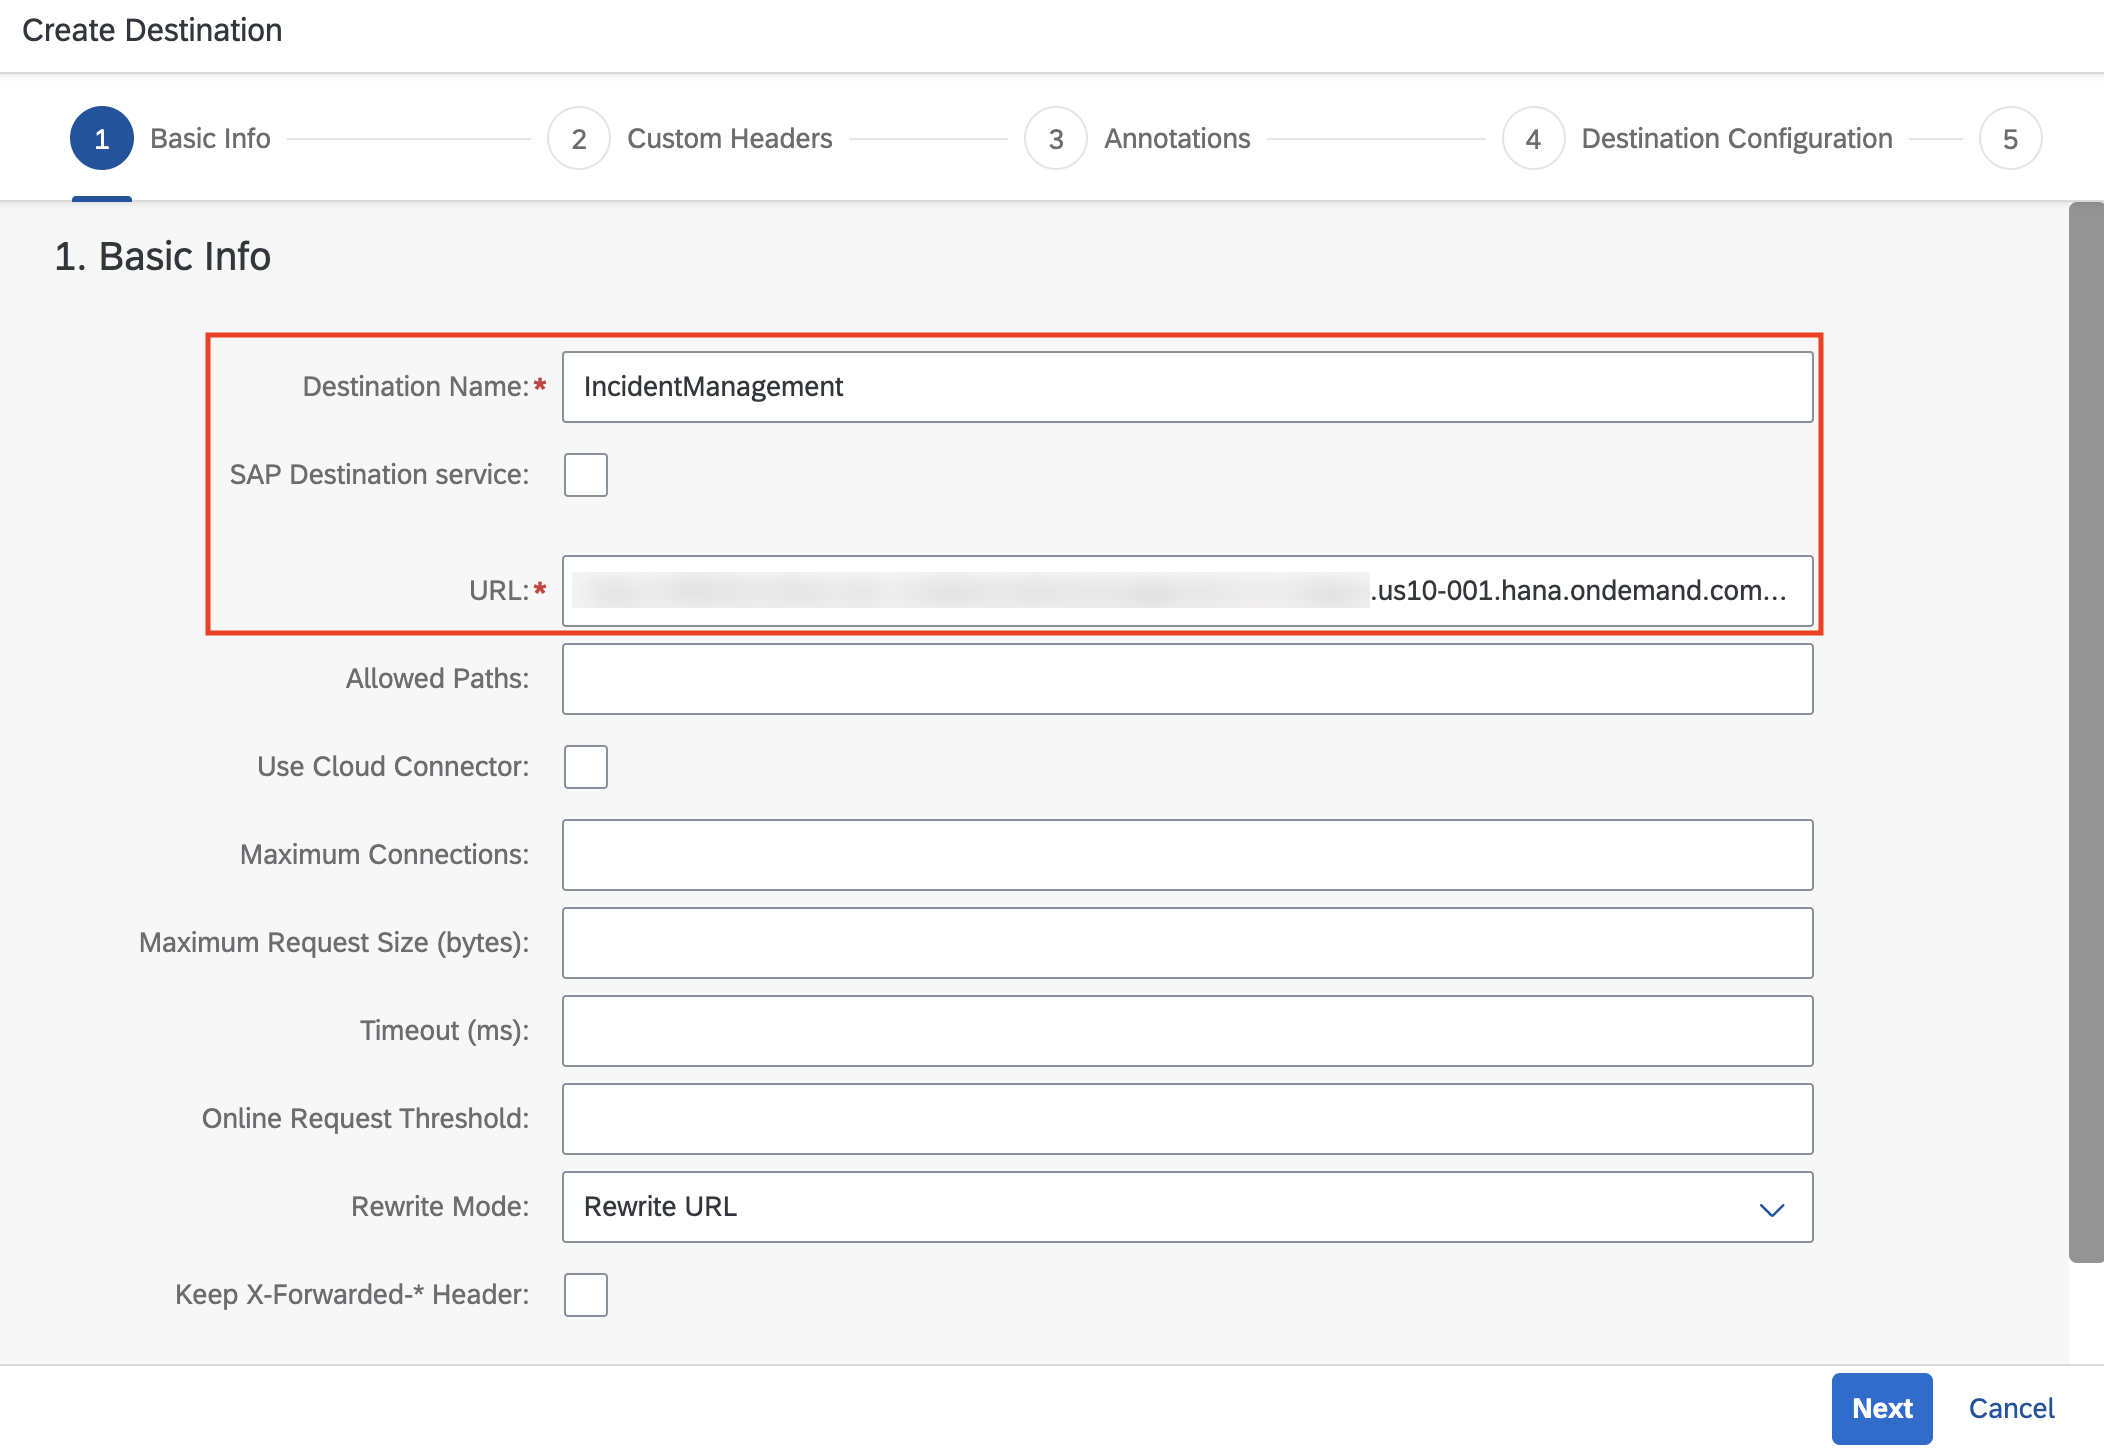 Create Destination
1 Basic Info 2 Custom Headers 3 Annotations 4 Destination Configuration 5
1. Basic Info
Destination Name:* IncidentManagement
SAP Destination service:
URL:* .us10-001.hana.ondemand.com...
Allowed Paths:
Use Cloud Connector:
Maximum Connections:
Maximum Request Size (bytes):
Timeout (ms):
Online Request Threshold:
Rewrite Mode: Rewrite URL
Keep X-Forwarded-* Header:
Next Cancel